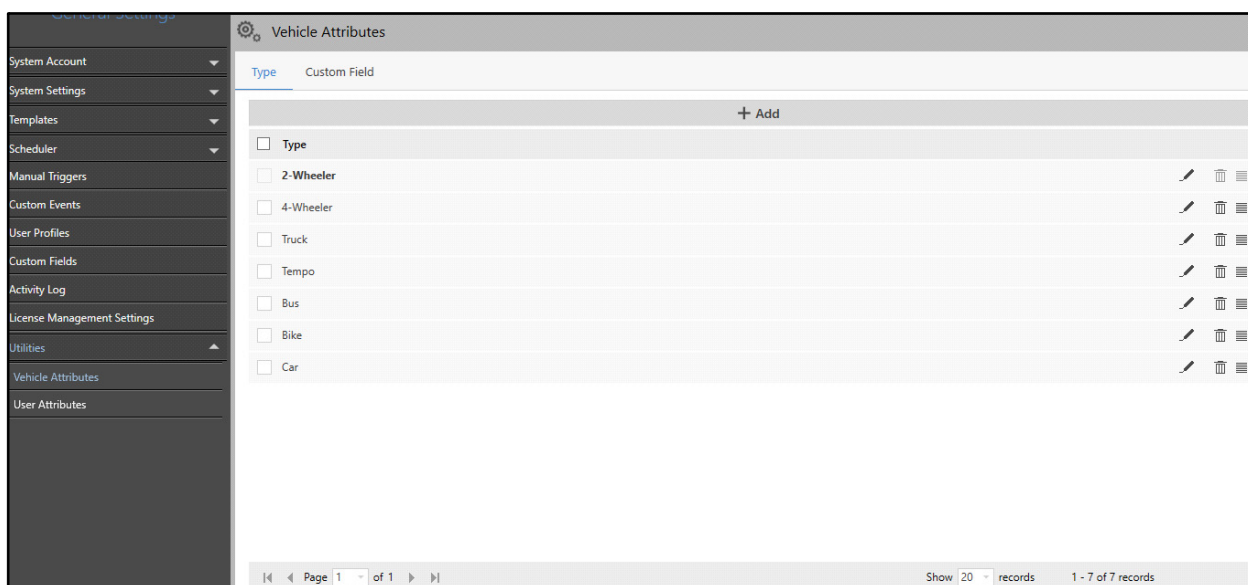 General Settings
Vehicle Attributes
System Account
System Settings
Templates
Scheduler
Manual Triggers
Custom Events
User Profiles
Custom Fields
Activity Log
License Management Settings
Utilities
Vehicle Attributes
User Attributes
Type Custom Field
+ Add
Type
2-Wheeler
4-Wheeler
Truck
Tempo
Bus
Bike
Car
Page 1 of 1 Show 20 records 1 - 7 of 7 records